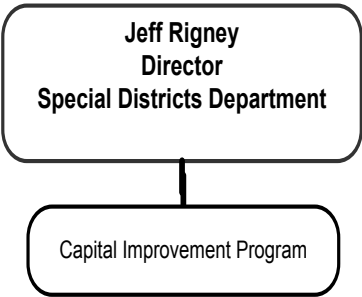 Jeff Rigney
Director
Special Districts Department
Capital Improvement Program